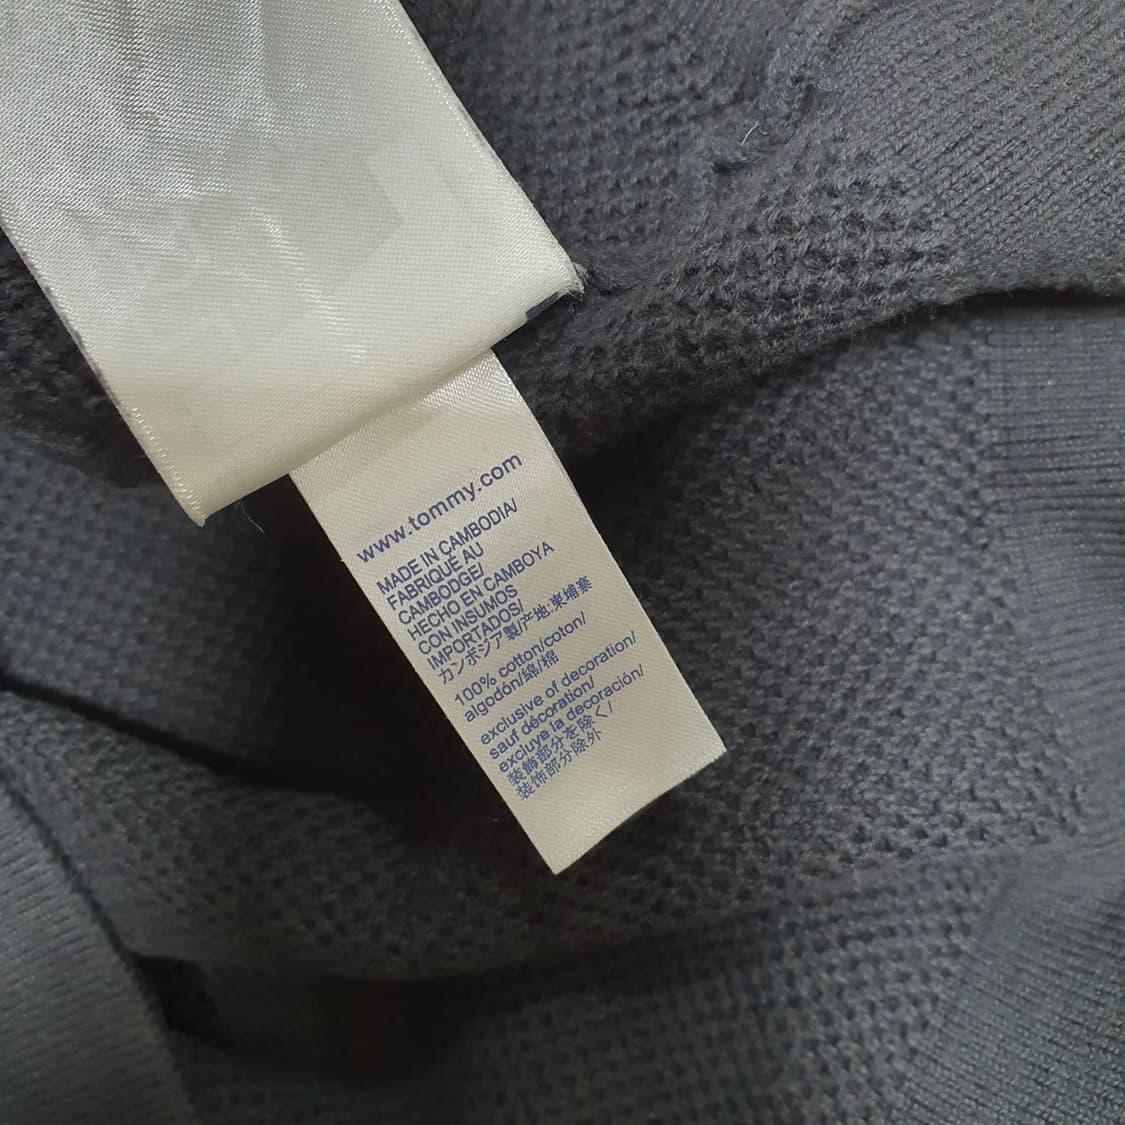 www.tommy.com
MADE IN CAMBODIA/
FABRIQUÉ AU
CAMBODGE/
HECHO EN CAMBOYA
CON INSUMOS
IMPORTADOS/
カンボジア製/产地:柬埔寨
100% cotton/coton/
algodón/綿/棉
exclusive of decoration/
sauf décoration/
excluye la decoración/
装飾部分を除く/
装饰部分除外